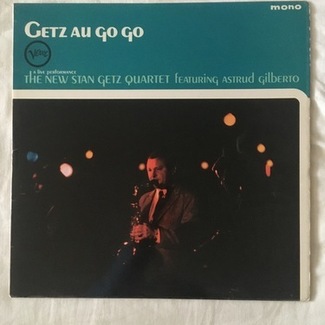 mono
GETZ AU GO GO
Verve
a live performance
THE NEW STAN GETZ QUARTET featuring ASTRUD GILBERTO